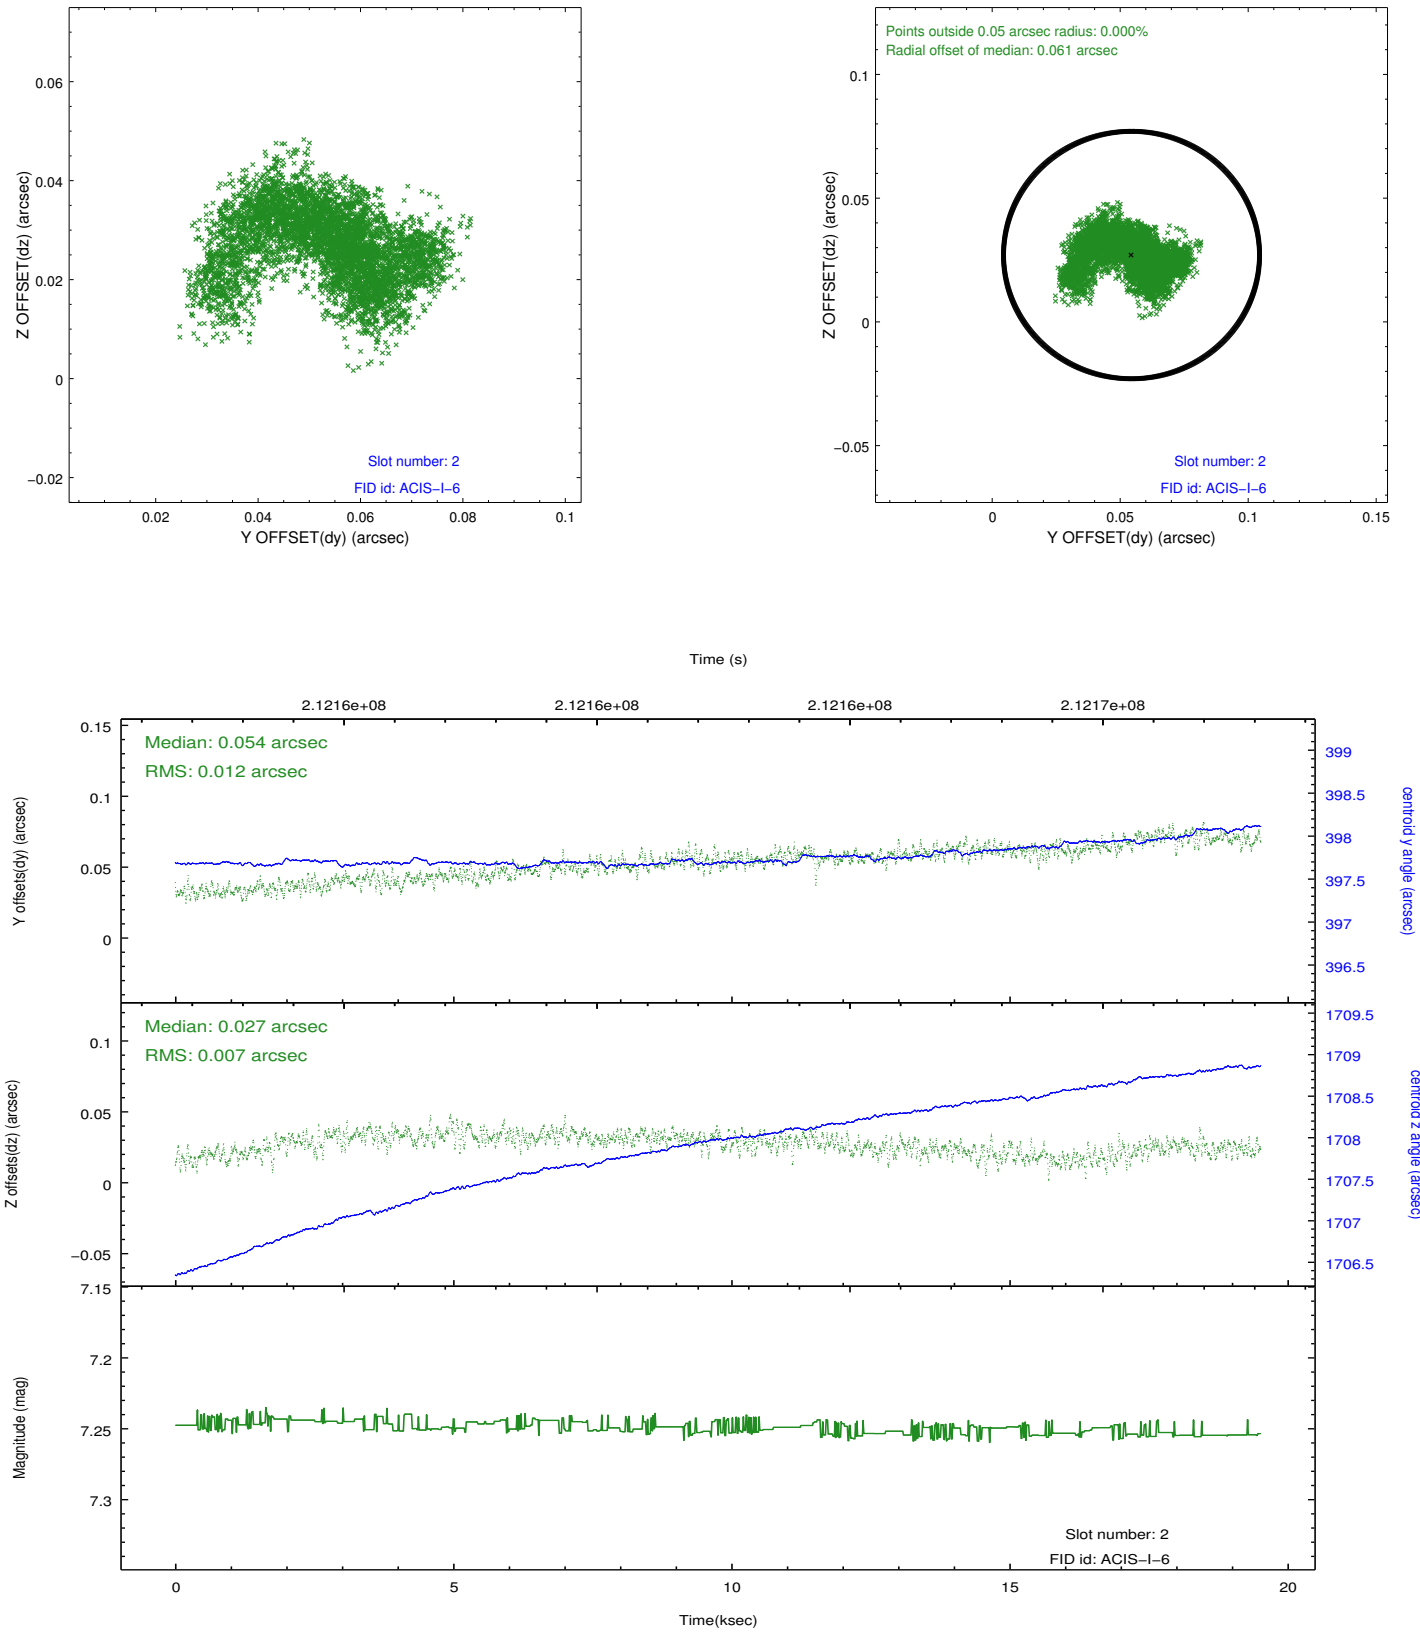 0.06
0.04
0.02
0
−0.02
Z OFFSET(dz) (arcsec)
Slot number: 2
FID id: ACIS−I−6
0.02 0.04 0.06 0.08 0.1
Y OFFSET(dy) (arcsec)
Points outside 0.05 arcsec radius: 0.000%
Radial offset of median: 0.061 arcsec
0.1
0.05
0
−0.05
Z OFFSET(dz) (arcsec)
Slot number: 2
FID id: ACIS−I−6
0 0.05 0.1 0.15
Y OFFSET(dy) (arcsec)
Time (s)
2.1216e+08 2.1216e+08 2.1216e+08 2.1217e+08
Median: 0.054 arcsec
RMS: 0.012 arcsec
0.15
0.1
0.05
0
Y offsets(dy) (arcsec)
399
398.5
398
397.5
397
396.5
centroid y angle (arcsec)
Median: 0.027 arcsec
RMS: 0.007 arcsec
0.1
0.05
0
−0.05
Z offsets(dz) (arcsec)
1709.5
1709
1708.5
1708
1707.5
1707
1706.5
centroid z angle (arcsec)
7.15
7.2
7.25
7.3
Magnitude (mag)
Slot number: 2
FID id: ACIS−I−6
0 5 10 15 20
Time(ksec)